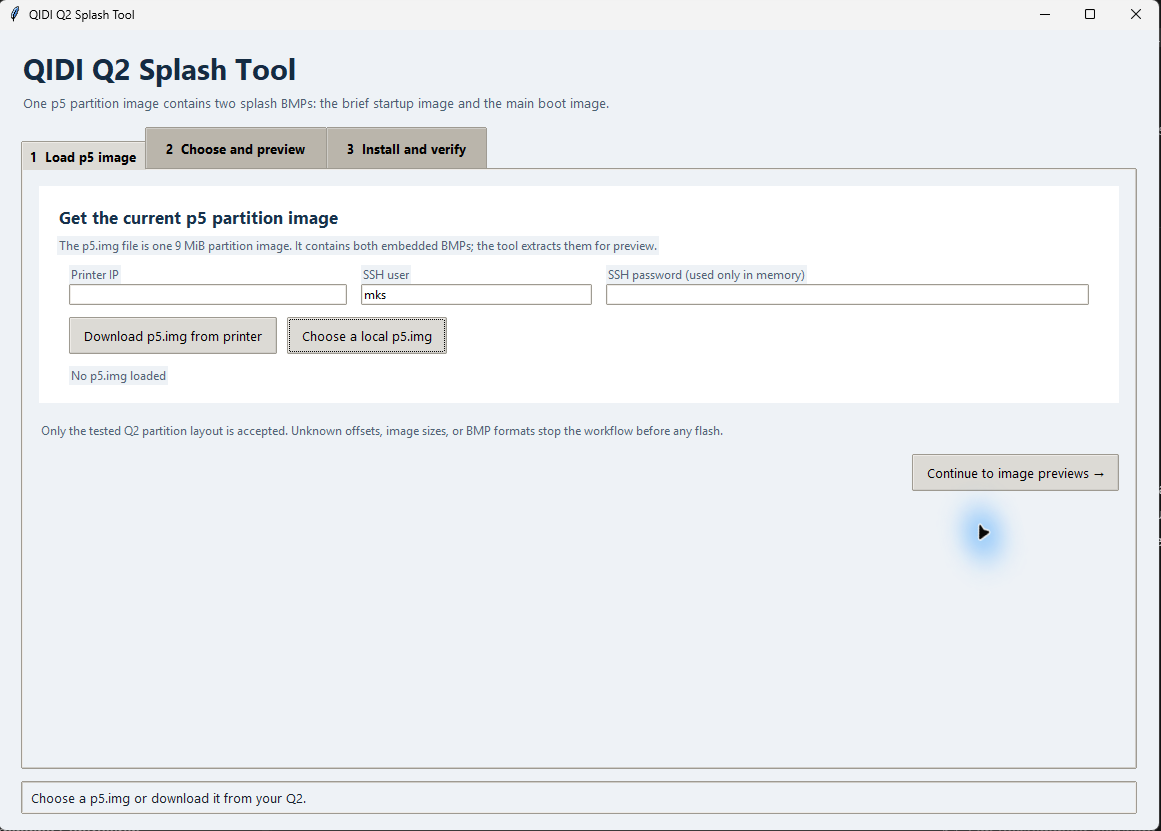 QIDI Q2 Splash Tool
QIDI Q2 Splash Tool
One p5 partition image contains two splash BMPs: the brief startup image and the main boot image.
1 Load p5 image
2 Choose and preview
3 Install and verify
Get the current p5 partition image
The p5.img file is one 9 MiB partition image. It contains both embedded BMPs; the tool extracts them for preview.
Printer IP
SSH user
SSH password (used only in memory)
mks
Download p5.img from printer
Choose a local p5.img
No p5.img loaded
Only the tested Q2 partition layout is accepted. Unknown offsets, image sizes, or BMP formats stop the workflow before any flash.
Continue to image previews →
Choose a p5.img or download it from your Q2.